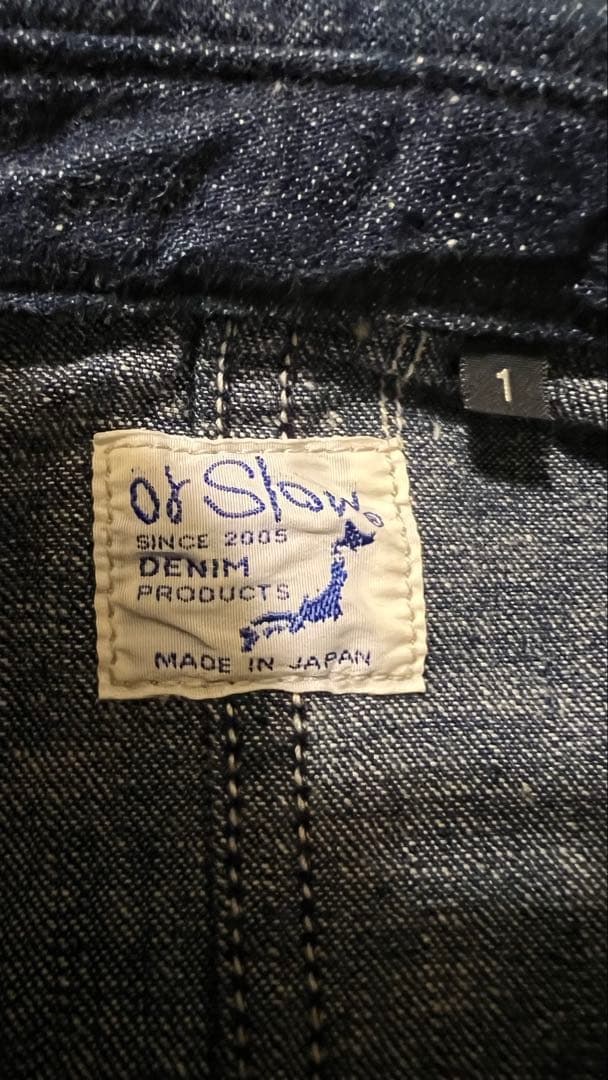 1
or Slow
SINCE 2005
DENIM
PRODUCTS
MADE IN JAPAN